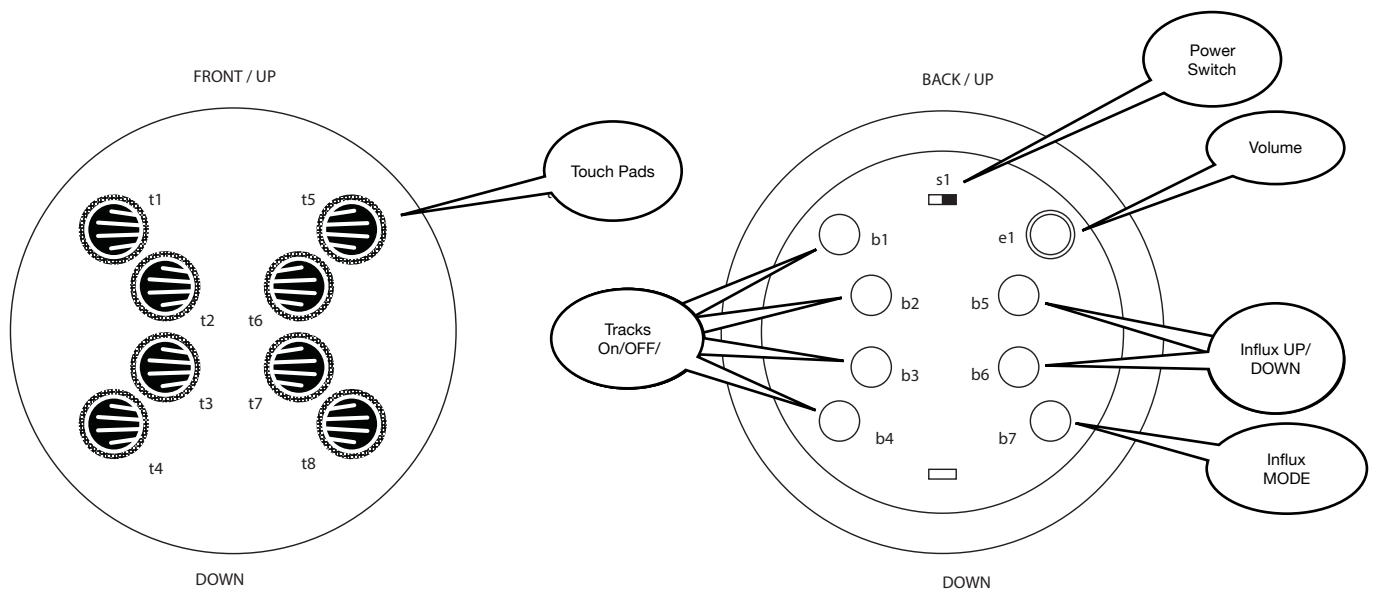 FRONT / UP
t1
t5
t2
t6
t3
t7
t4
t8
DOWN
Touch Pads
BACK / UP
Power
Switch
Volume
s1
b1
e1
b2
b5
b3
b6
b4
b7
Tracks
On/OFF/
Influx UP/
DOWN
Influx
MODE
DOWN